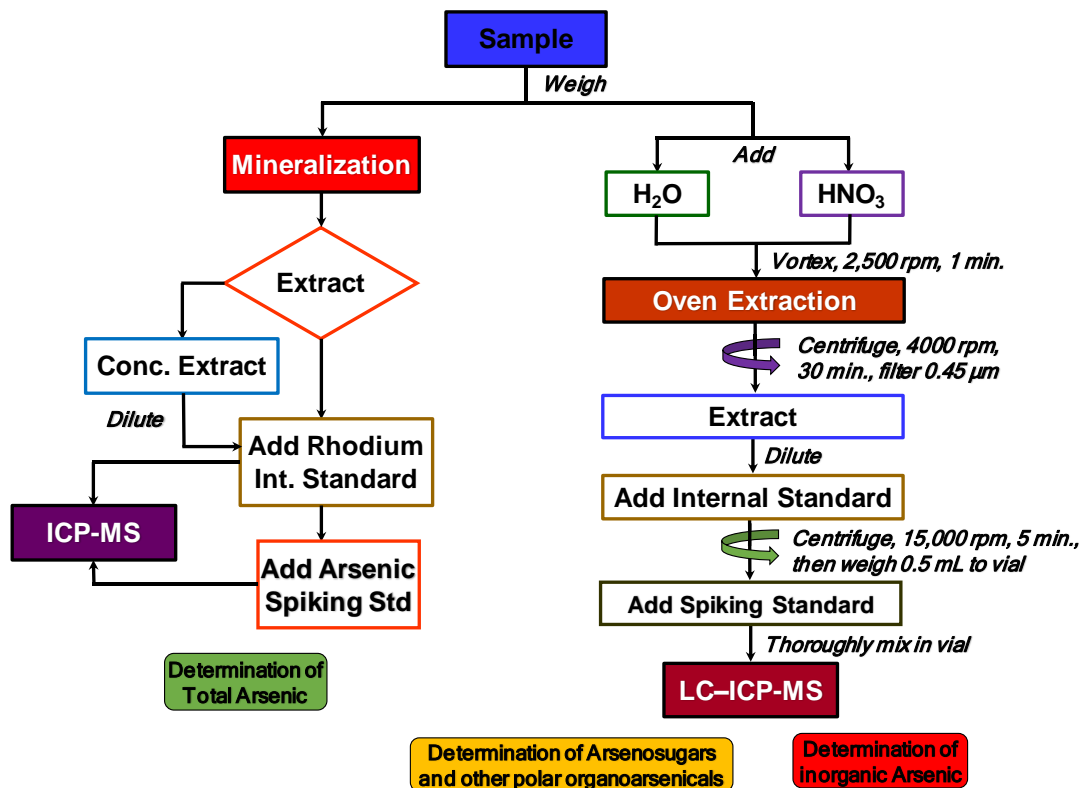 Sample
Weigh
Mineralization
Extract
Conc. Extract
Dilute
Add Rhodium
Int. Standard
ICP-MS
Add Arsenic
Spiking Std
Determination of
Total Arsenic
Add
H₂O
HNO₃
Vortex, 2,500 rpm, 1 min.
Oven Extraction
Centrifuge, 4000 rpm,
30 min., filter 0.45 µm
Extract
Dilute
Add Internal Standard
Centrifuge, 15,000 rpm, 5 min.,
then weigh 0.5 mL to vial
Add Spiking Standard
Thoroughly mix in vial
LC–ICP-MS
Determination of Arsenosugars
and other polar organoarsenicals
Determination of
inorganic Arsenic